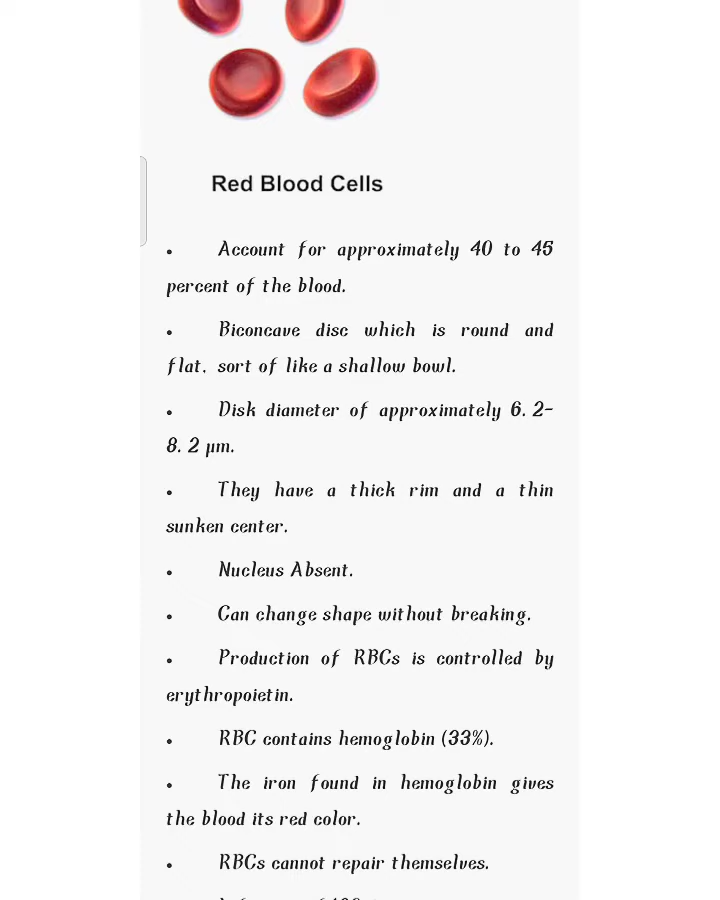 Red Blood Cells
• Account for approximately 40 to 45
percent of the blood.
• Biconcave disc which is round and
flat, sort of like a shallow bowl.
• Disk diameter of approximately 6.2-
8.2 µm.
• They have a thick rim and a thin
sunken center.
• Nucleus Absent.
• Can change shape without breaking.
• Production of RBCs is controlled by
erythropoietin.
• RBC contains hemoglobin (33%).
• The iron found in hemoglobin gives
the blood its red color.
• RBCs cannot repair themselves.